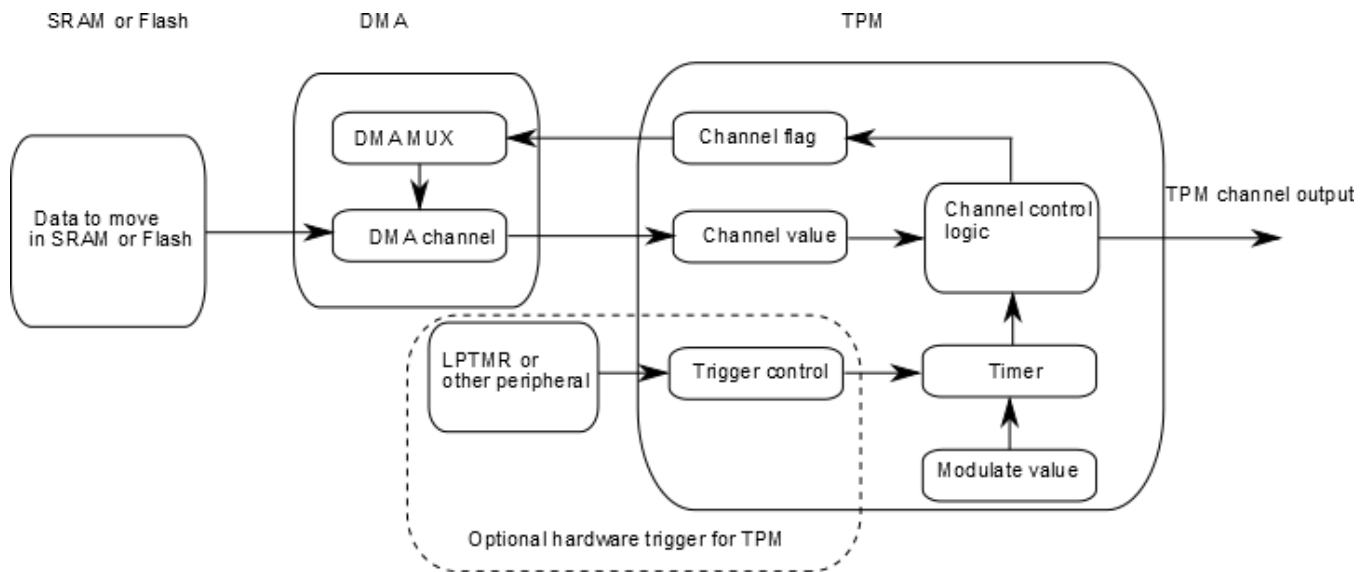 SRAM or Flash
DMA
TPM
DMAMUX
Channel flag
Data to move
in SRAM or Flash
DMA channel
Channel value
Channel control
logic
TPM channel output
LPTMR or
other peripheral
Trigger control
Timer
Modulate value
Optional hardware trigger for TPM